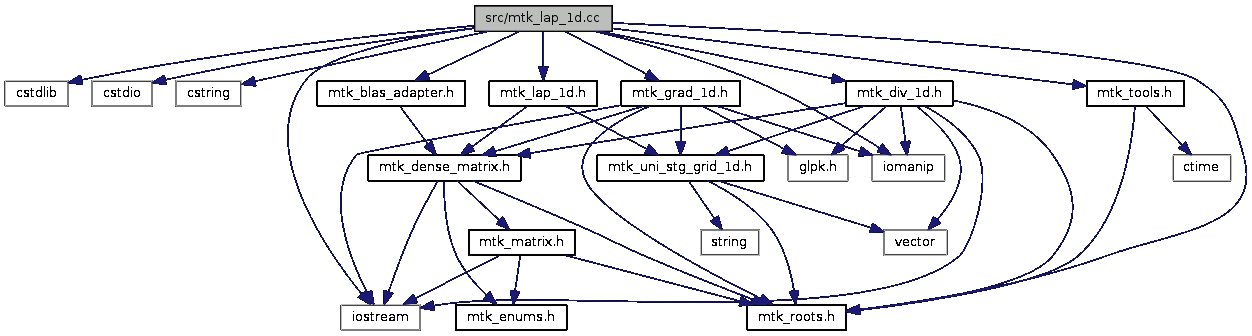 src/mtk_lap_1d.cc
cstdlib
cstdio
cstring
mtk_blas_adapter.h
mtk_lap_1d.h
mtk_grad_1d.h
mtk_div_1d.h
mtk_tools.h
mtk_dense_matrix.h
mtk_uni_stg_grid_1d.h
glpk.h
iomanip
ctime
mtk_matrix.h
string
vector
iostream
mtk_enums.h
mtk_roots.h